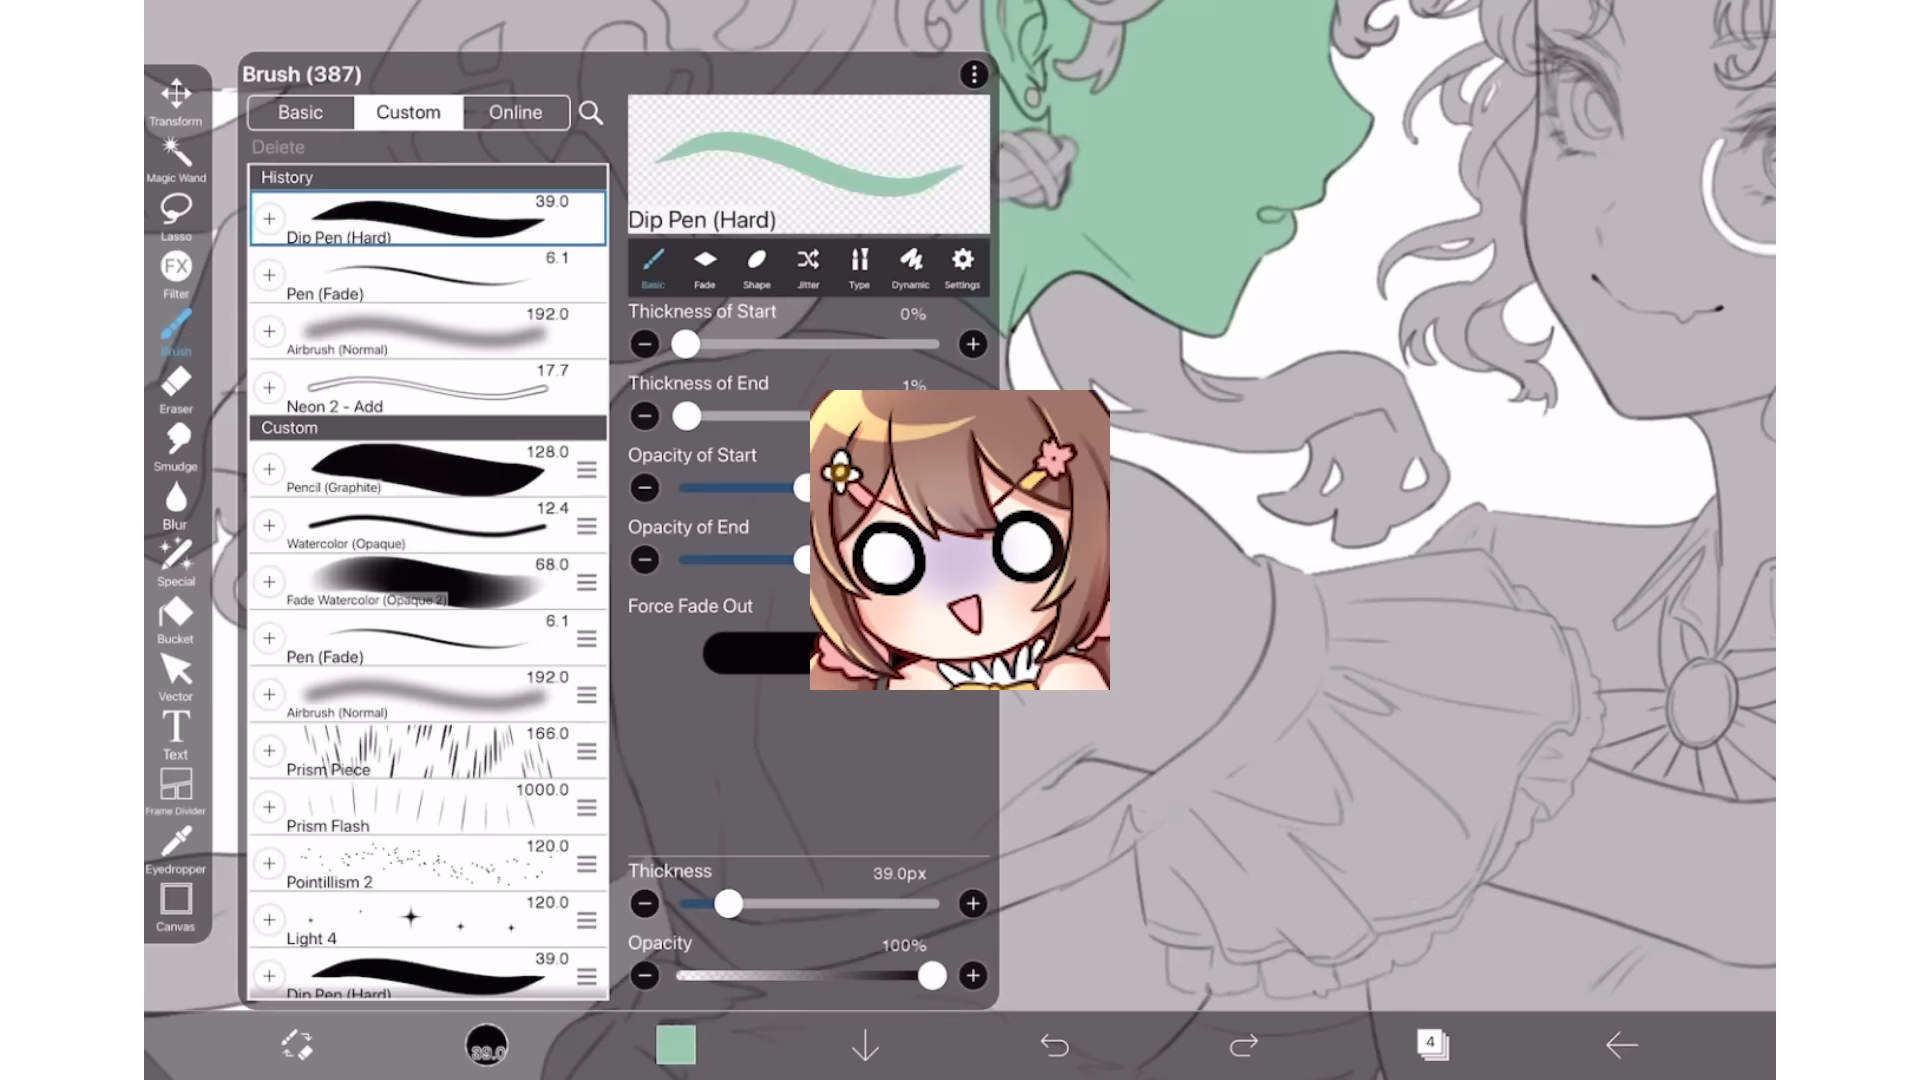 Brush (387)
Basic
Custom
Online
Delete
History
39.0
Dip Pen (Hard)
6.1
Pen (Fade)
192.0
Airbrush (Normal)
17.7
Neon 2 - Add
Custom
128.0
Pencil (Graphite)
12.4
Watercolor (Opaque)
68.0
Fade Watercolor (Opaque 2)
6.1
Pen (Fade)
192.0
Airbrush (Normal)
166.0
Prism Piece
1000.0
Prism Flash
120.0
Pointillism 2
120.0
Light 4
39.0
Dip Pen (Hard)
Transform
Magic Wand
Lasso
FX
Filter
Brush
Eraser
Smudge
Blur
Special
Bucket
Vector
T
Text
Frame Divider
Eyedropper
Canvas
Dip Pen (Hard)
Basic
Fade
Shape
Jitter
Type
Dynamic
Settings
Thickness of Start
0%
Thickness of End
1%
Opacity of Start
Opacity of End
Force Fade Out
Thickness
39.0px
Opacity
100%
39.0
4